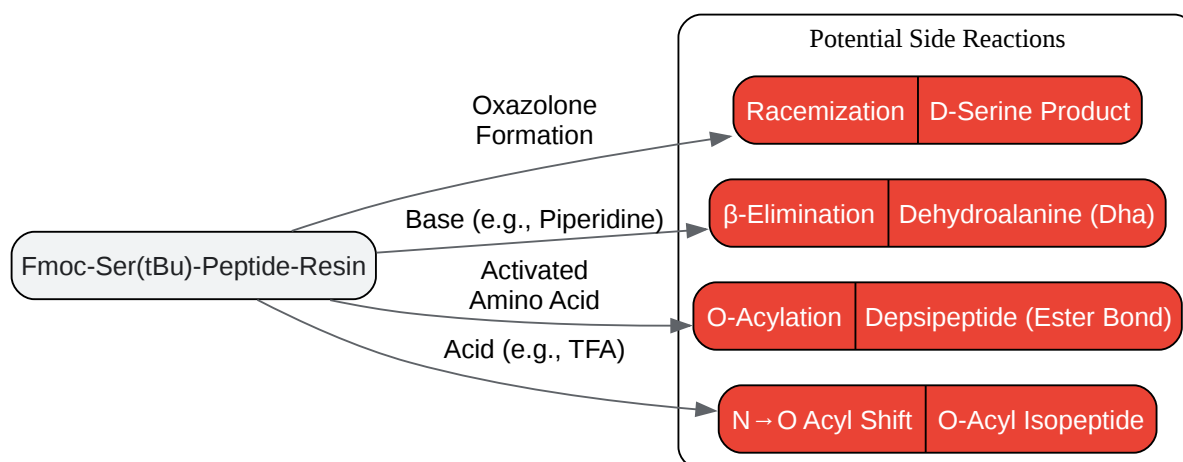 Potential Side Reactions
Oxazolone
Formation
Racemization
D-Serine Product
Base (e.g., Piperidine)
β-Elimination
Dehydroalanine (Dha)
Fmoc-Ser(tBu)-Peptide-Resin
Activated
Amino Acid
O-Acylation
Depsipeptide (Ester Bond)
Acid (e.g., TFA)
N→O Acyl Shift
O-Acyl Isopeptide